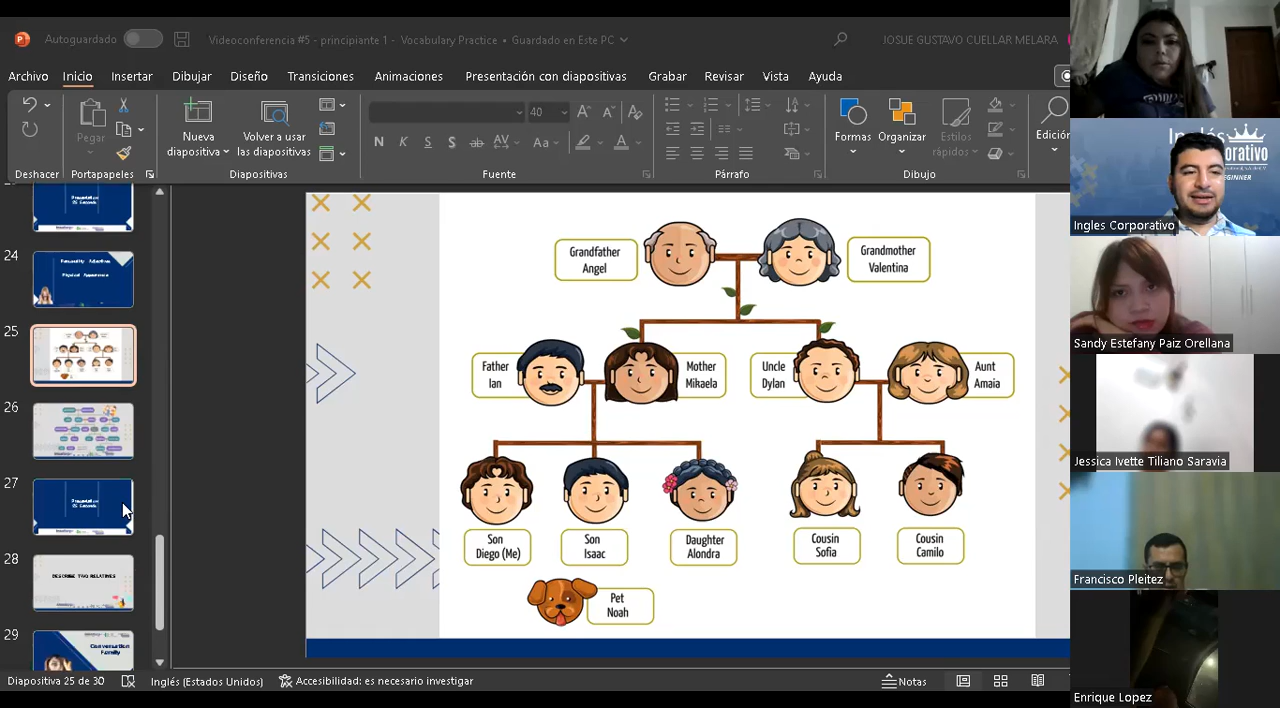 Autoguardado
Videoconferencia #5 - principiante 1 - Vocabulary Practice • Guardado en Este PC
JOSUE GUSTAVO CUELLAR MELARA
Archivo Inicio Insertar Dibujar Diseño Transiciones Animaciones Presentación con diapositivas Grabar Revisar Vista Ayuda
Pegar
Nueva
diapositiva
Volver a usar
las diapositivas
40
N K S S ab AV Aa A
Formas
Organizar
Estilos
rápidos
Edición
Deshacer Portapapeles Diapositivas Fuente Párrafo Dibujo
24
25
26
27
28
DESCRIBE TWO RELATIVES
29
Conversation
Family
Grandfather
Angel
Grandmother
Valentina
Father
Ian
Mother
Mikaela
Uncle
Dylan
Aunt
Amaia
Son
Diego (Me)
Son
Isaac
Daughter
Alondra
Cousin
Sofia
Cousin
Camilo
Pet
Noah
Diapositiva 25 de 30
Inglés (Estados Unidos)
Accesibilidad: es necesario investigar
Notas
Ingles Corporativo
Sandy Estefany Paiz Orellana
Jessica Ivette Tiliano Saravia
Francisco Pleitez
Enrique Lopez